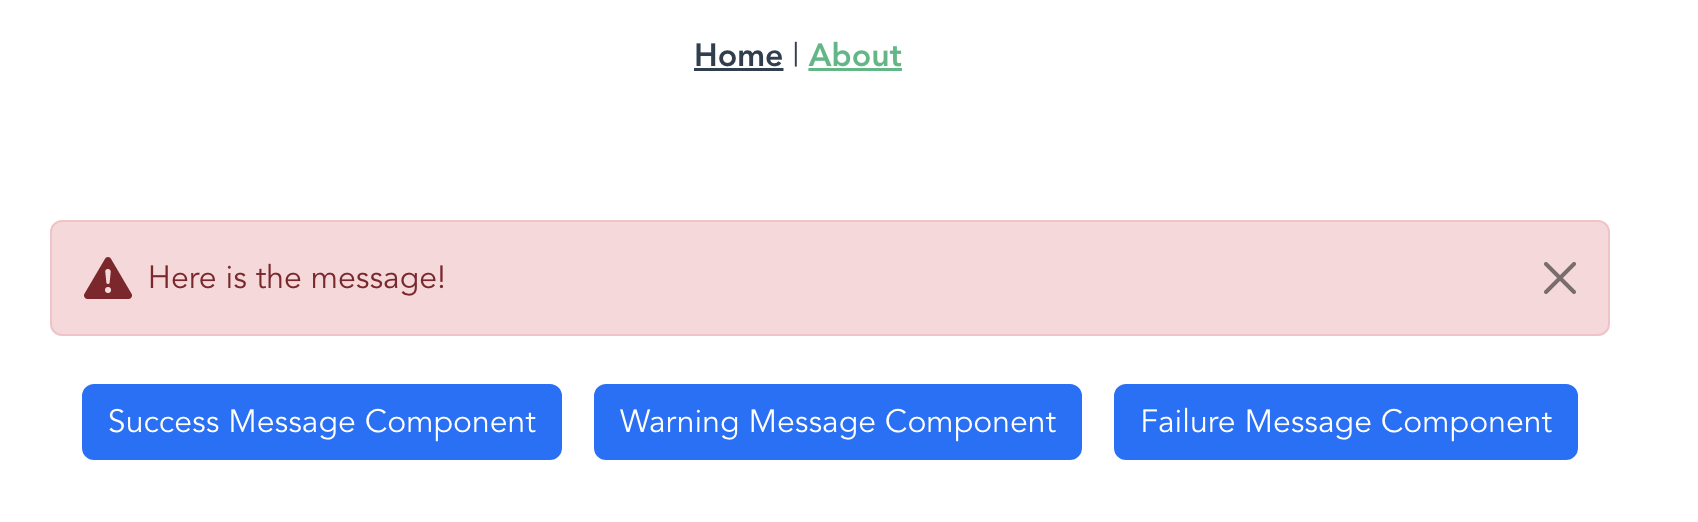 Home | About
Here is the message!
Success Message Component Warning Message Component Failure Message Component